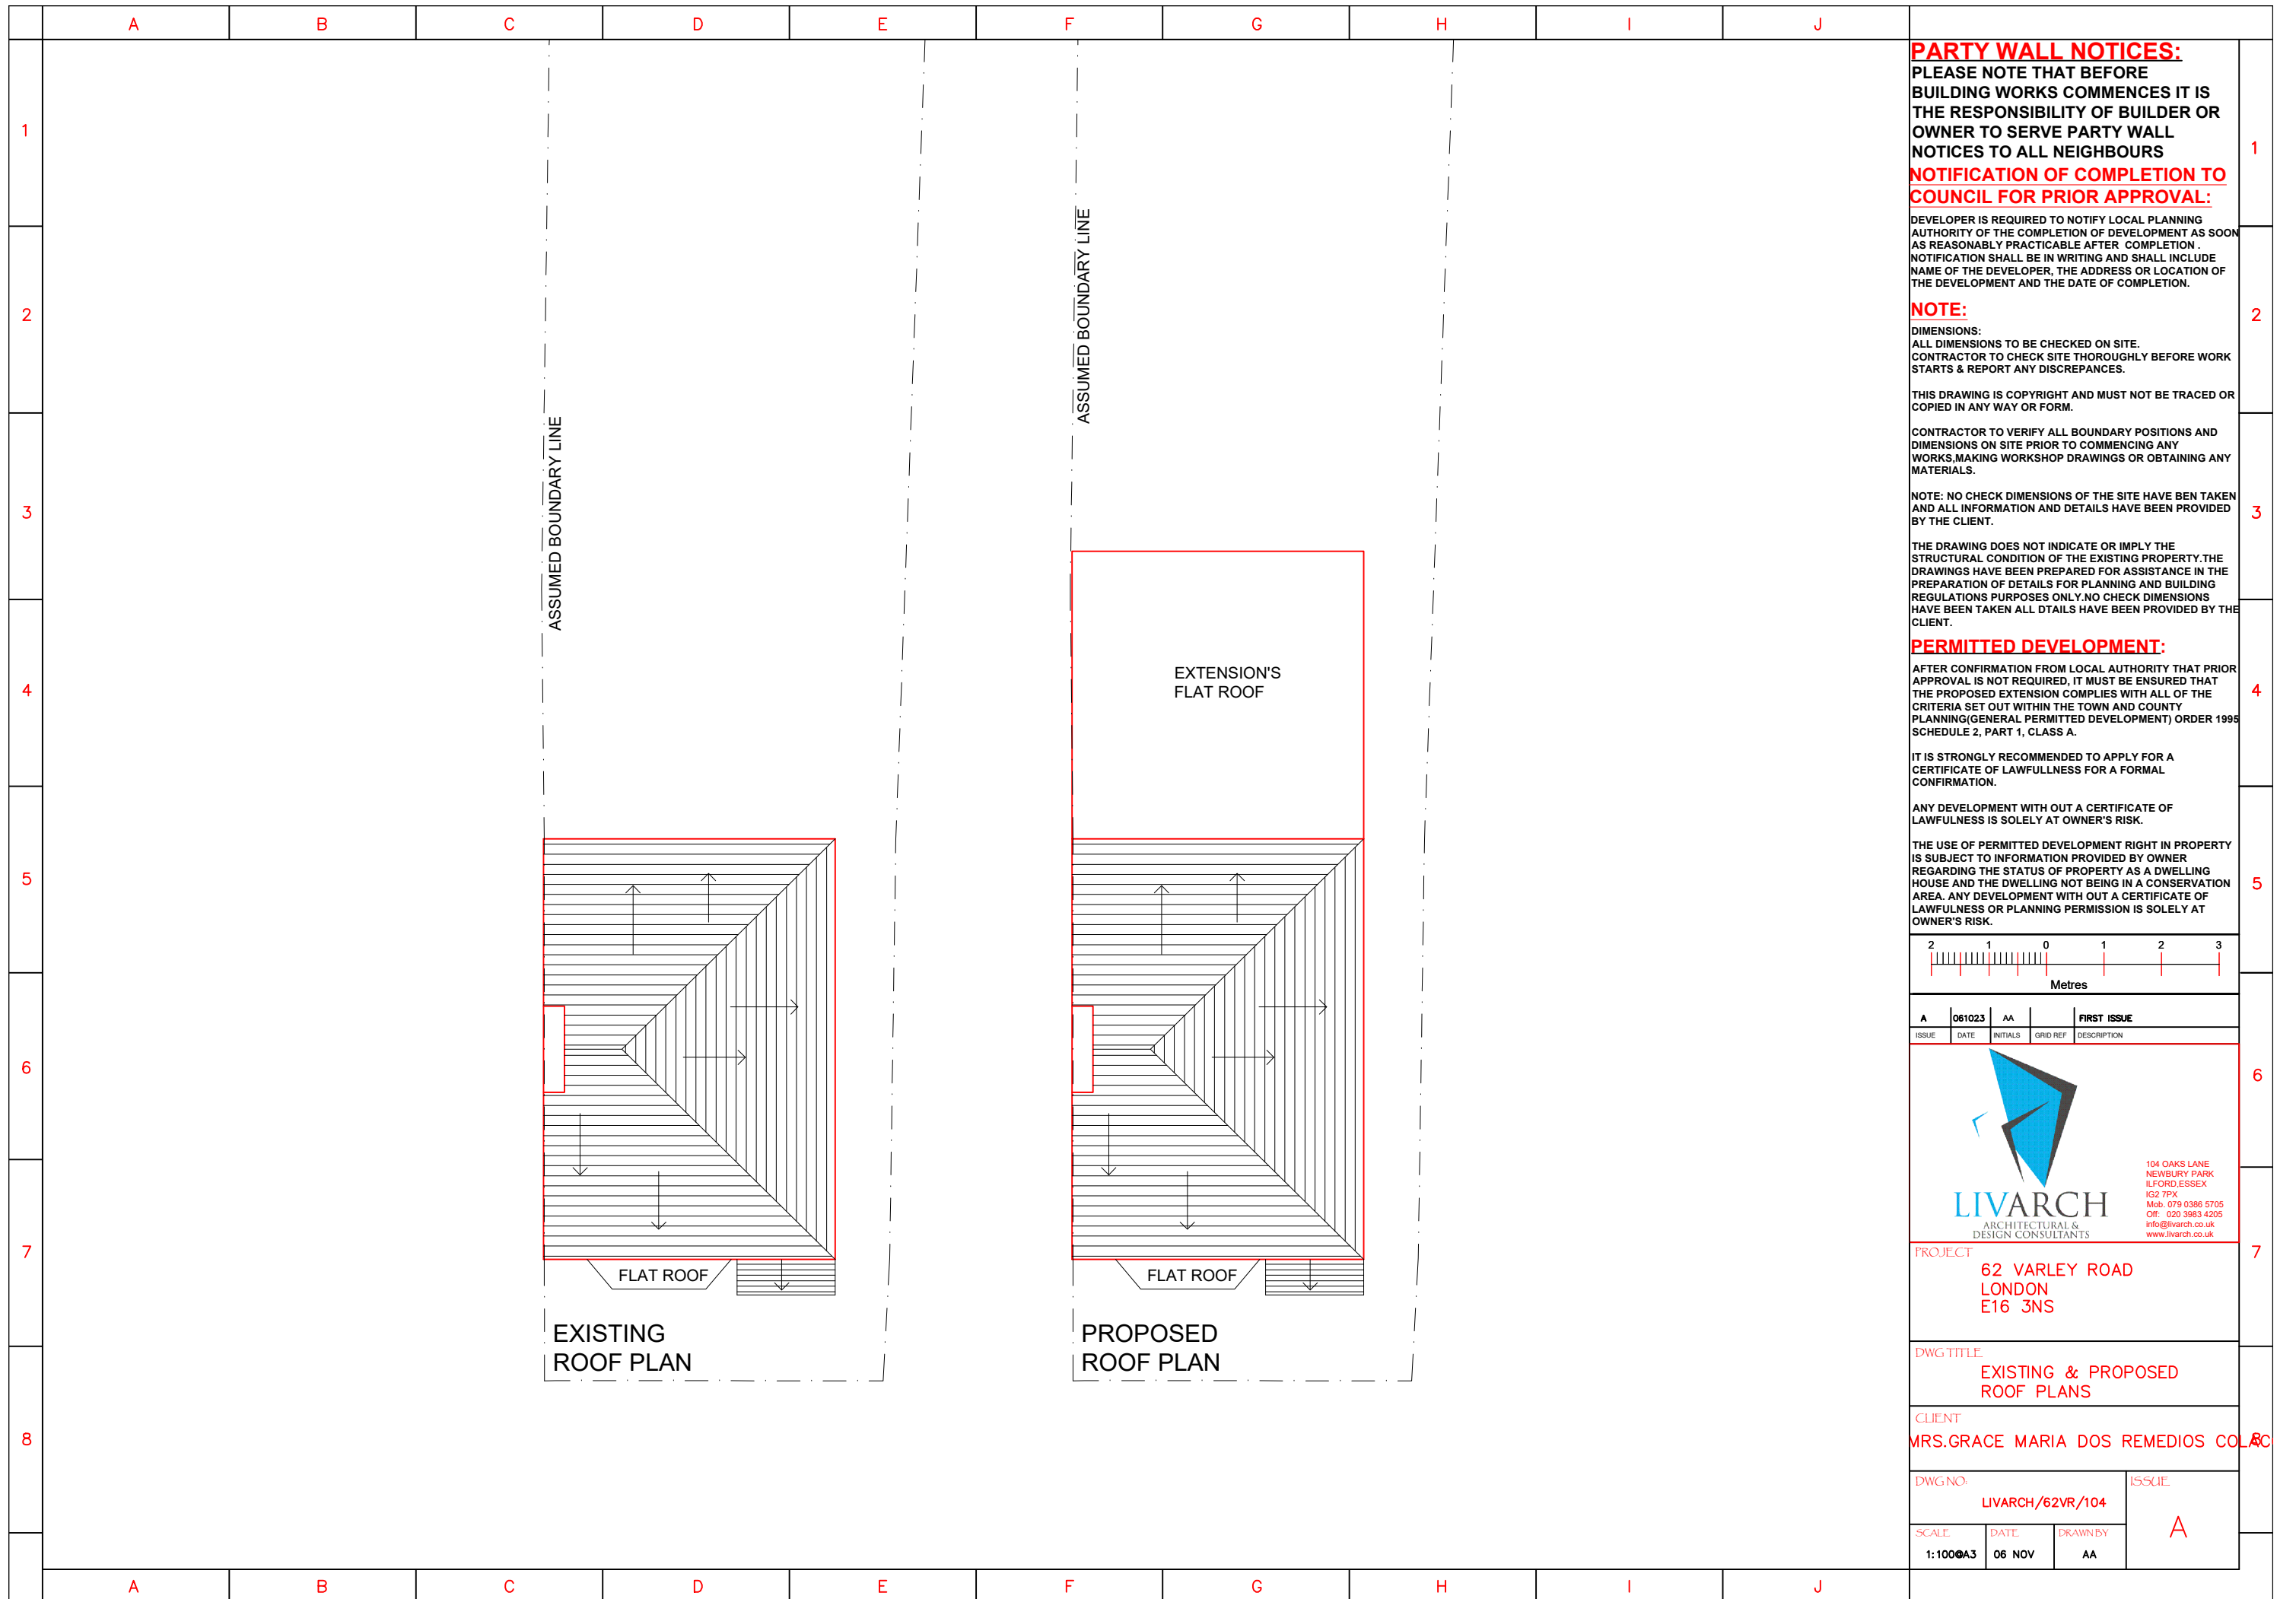 A B C D E F G H I J
1
2
3
4
5
6
7
8
ASSUMED BOUNDARY LINE
FLAT ROOF
EXISTING
ROOF PLAN
ASSUMED BOUNDARY LINE
EXTENSION'S
FLAT ROOF
FLAT ROOF
PROPOSED
ROOF PLAN
PARTY WALL NOTICES:
PLEASE NOTE THAT BEFORE
BUILDING WORKS COMMENCES IT IS
THE RESPONSIBILITY OF BUILDER OR
OWNER TO SERVE PARTY WALL
NOTICES TO ALL NEIGHBOURS
NOTIFICATION OF COMPLETION TO
COUNCIL FOR PRIOR APPROVAL:
DEVELOPER IS REQUIRED TO NOTIFY LOCAL PLANNING
AUTHORITY OF THE COMPLETION OF DEVELOPMENT AS SOON
AS REASONABLY PRACTICABLE AFTER COMPLETION .
NOTIFICATION SHALL BE IN WRITING AND SHALL INCLUDE
NAME OF THE DEVELOPER, THE ADDRESS OR LOCATION OF
THE DEVELOPMENT AND THE DATE OF COMPLETION.
NOTE:
DIMENSIONS:
ALL DIMENSIONS TO BE CHECKED ON SITE.
CONTRACTOR TO CHECK SITE THOROUGHLY BEFORE WORK
STARTS & REPORT ANY DISCREPANCES.
THIS DRAWING IS COPYRIGHT AND MUST NOT BE TRACED OR
COPIED IN ANY WAY OR FORM.
CONTRACTOR TO VERIFY ALL BOUNDARY POSITIONS AND
DIMENSIONS ON SITE PRIOR TO COMMENCING ANY
WORKS,MAKING WORKSHOP DRAWINGS OR OBTAINING ANY
MATERIALS.
NOTE: NO CHECK DIMENSIONS OF THE SITE HAVE BEN TAKEN
AND ALL INFORMATION AND DETAILS HAVE BEEN PROVIDED
BY THE CLIENT.
THE DRAWING DOES NOT INDICATE OR IMPLY THE
STRUCTURAL CONDITION OF THE EXISTING PROPERTY.THE
DRAWINGS HAVE BEEN PREPARED FOR ASSISTANCE IN THE
PREPARATION OF DETAILS FOR PLANNING AND BUILDING
REGULATIONS PURPOSES ONLY.NO CHECK DIMENSIONS
HAVE BEEN TAKEN ALL DTAILS HAVE BEEN PROVIDED BY THE
CLIENT.
PERMITTED DEVELOPMENT:
AFTER CONFIRMATION FROM LOCAL AUTHORITY THAT PRIOR
APPROVAL IS NOT REQUIRED, IT MUST BE ENSURED THAT
THE PROPOSED EXTENSION COMPLIES WITH ALL OF THE
CRITERIA SET OUT WITHIN THE TOWN AND COUNTY
PLANNING(GENERAL PERMITTED DEVELOPMENT) ORDER 1995
SCHEDULE 2, PART 1, CLASS A.
IT IS STRONGLY RECOMMENDED TO APPLY FOR A
CERTIFICATE OF LAWFULLNESS FOR A FORMAL
CONFIRMATION.
ANY DEVELOPMENT WITH OUT A CERTIFICATE OF
LAWFULNESS IS SOLELY AT OWNER'S RISK.
THE USE OF PERMITTED DEVELOPMENT RIGHT IN PROPERTY
IS SUBJECT TO INFORMATION PROVIDED BY OWNER
REGARDING THE STATUS OF PROPERTY AS A DWELLING
HOUSE AND THE DWELLING NOT BEING IN A CONSERVATION
AREA. ANY DEVELOPMENT WITH OUT A CERTIFICATE OF
LAWFULNESS OR PLANNING PERMISSION IS SOLELY AT
OWNER'S RISK.
2 1 0 1 2 3
Metres
A 061023 AA FIRST ISSUE
ISSUE DATE INITIALS GRID REF DESCRIPTION
LIVARCH
ARCHITECTURAL &
DESIGN CONSULTANTS
104 OAKS LANE
NEWBURY PARK
ILFORD,ESSEX
IG2 7PX
Mob. 079 0386 5705
Off: 020 3983 4205
info@livarch.co.uk
www.livarch.co.uk
PROJECT
62 VARLEY ROAD
LONDON
E16 3NS
DWG TITLE
EXISTING & PROPOSED
ROOF PLANS
CLIENT
MRS.GRACE MARIA DOS REMEDIOS COLAC
DWG NO:
LIVARCH/62VR/104
ISSUE
A
SCALE DATE DRAWN BY
1:100@A3 06 NOV AA
1
2
3
4
5
6
7
8
A B C D E F G H I J